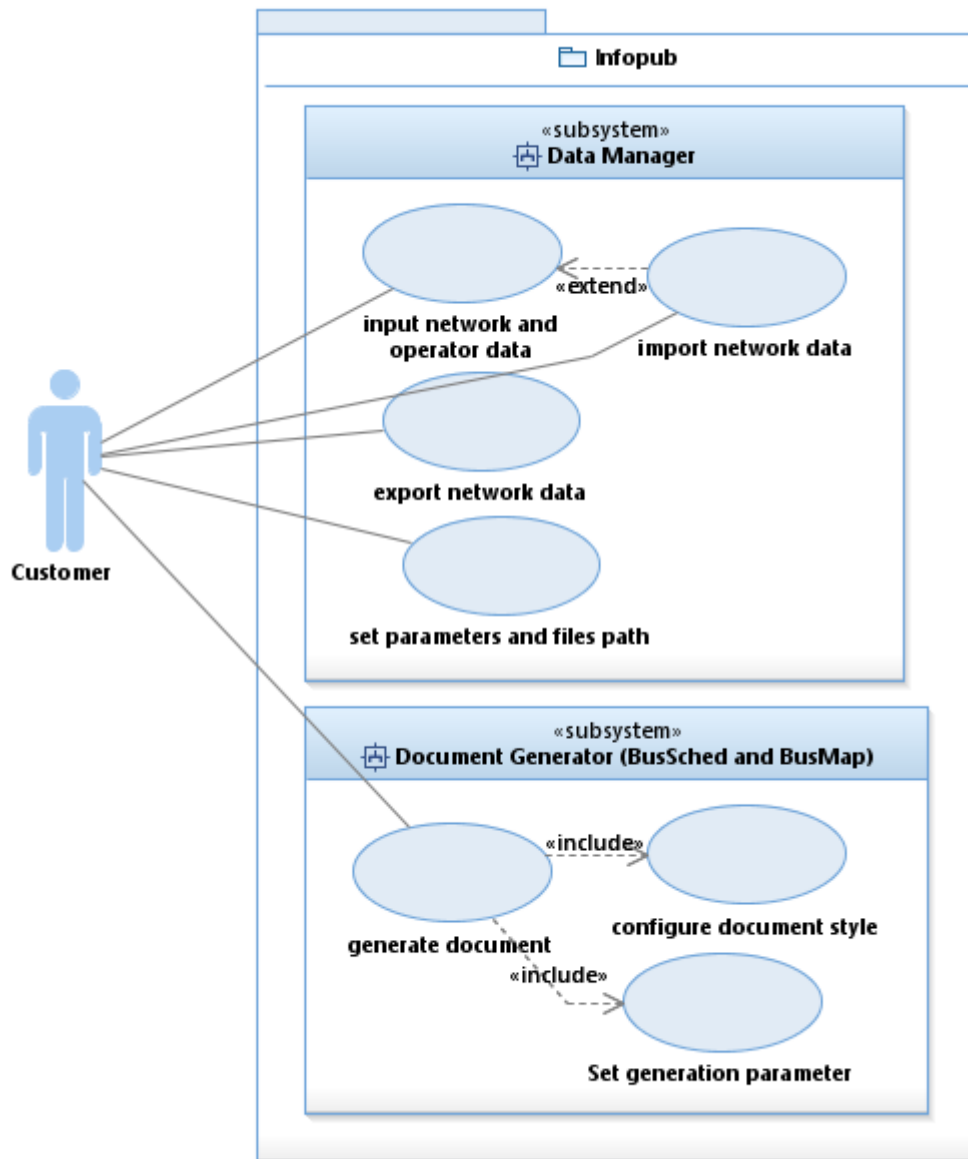 Infopub
«subsystem»
Data Manager
«extend»
input network and
operator data
import network data
export network data
Customer
set parameters and files path
«subsystem»
Document Generator (BusSched and BusMap)
«include»
configure document style
generate document
«include»
Set generation parameter